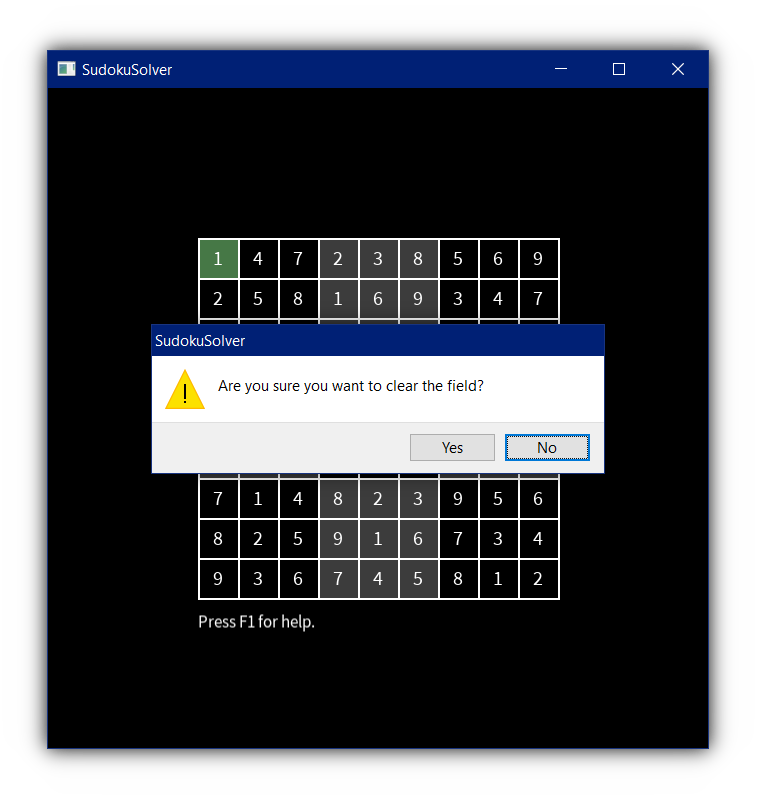 SudokuSolver
1 4 7 2 3 8 5 6 9
2 5 8 1 6 9 3 4 7
SudokuSolver
Are you sure you want to clear the field?
Yes No
7 1 4 8 2 3 9 5 6
8 2 5 9 1 6 7 3 4
9 3 6 7 4 5 8 1 2
Press F1 for help.